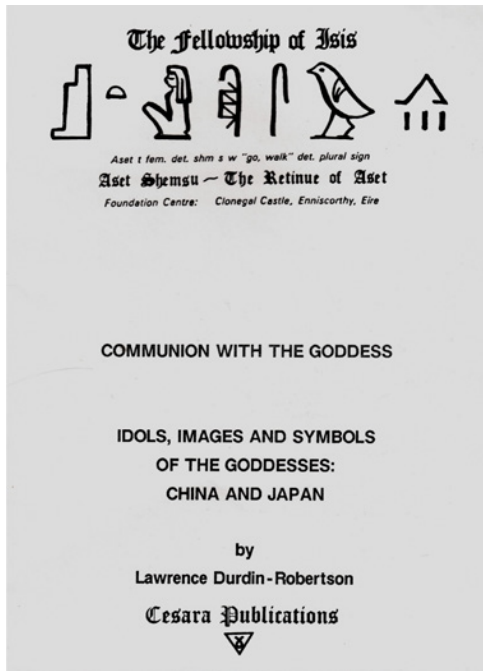 The Fellowship of Isis
Aset t fem. det. shm s w "go, walk" det. plural sign
Aset Shemsu ~ The Retinue of Aset
Foundation Centre: Clonegal Castle, Enniscorthy, Eire
COMMUNION WITH THE GODDESS
IDOLS, IMAGES AND SYMBOLS
OF THE GODDESSES:
CHINA AND JAPAN
by
Lawrence Durdin-Robertson
Cesara Publications